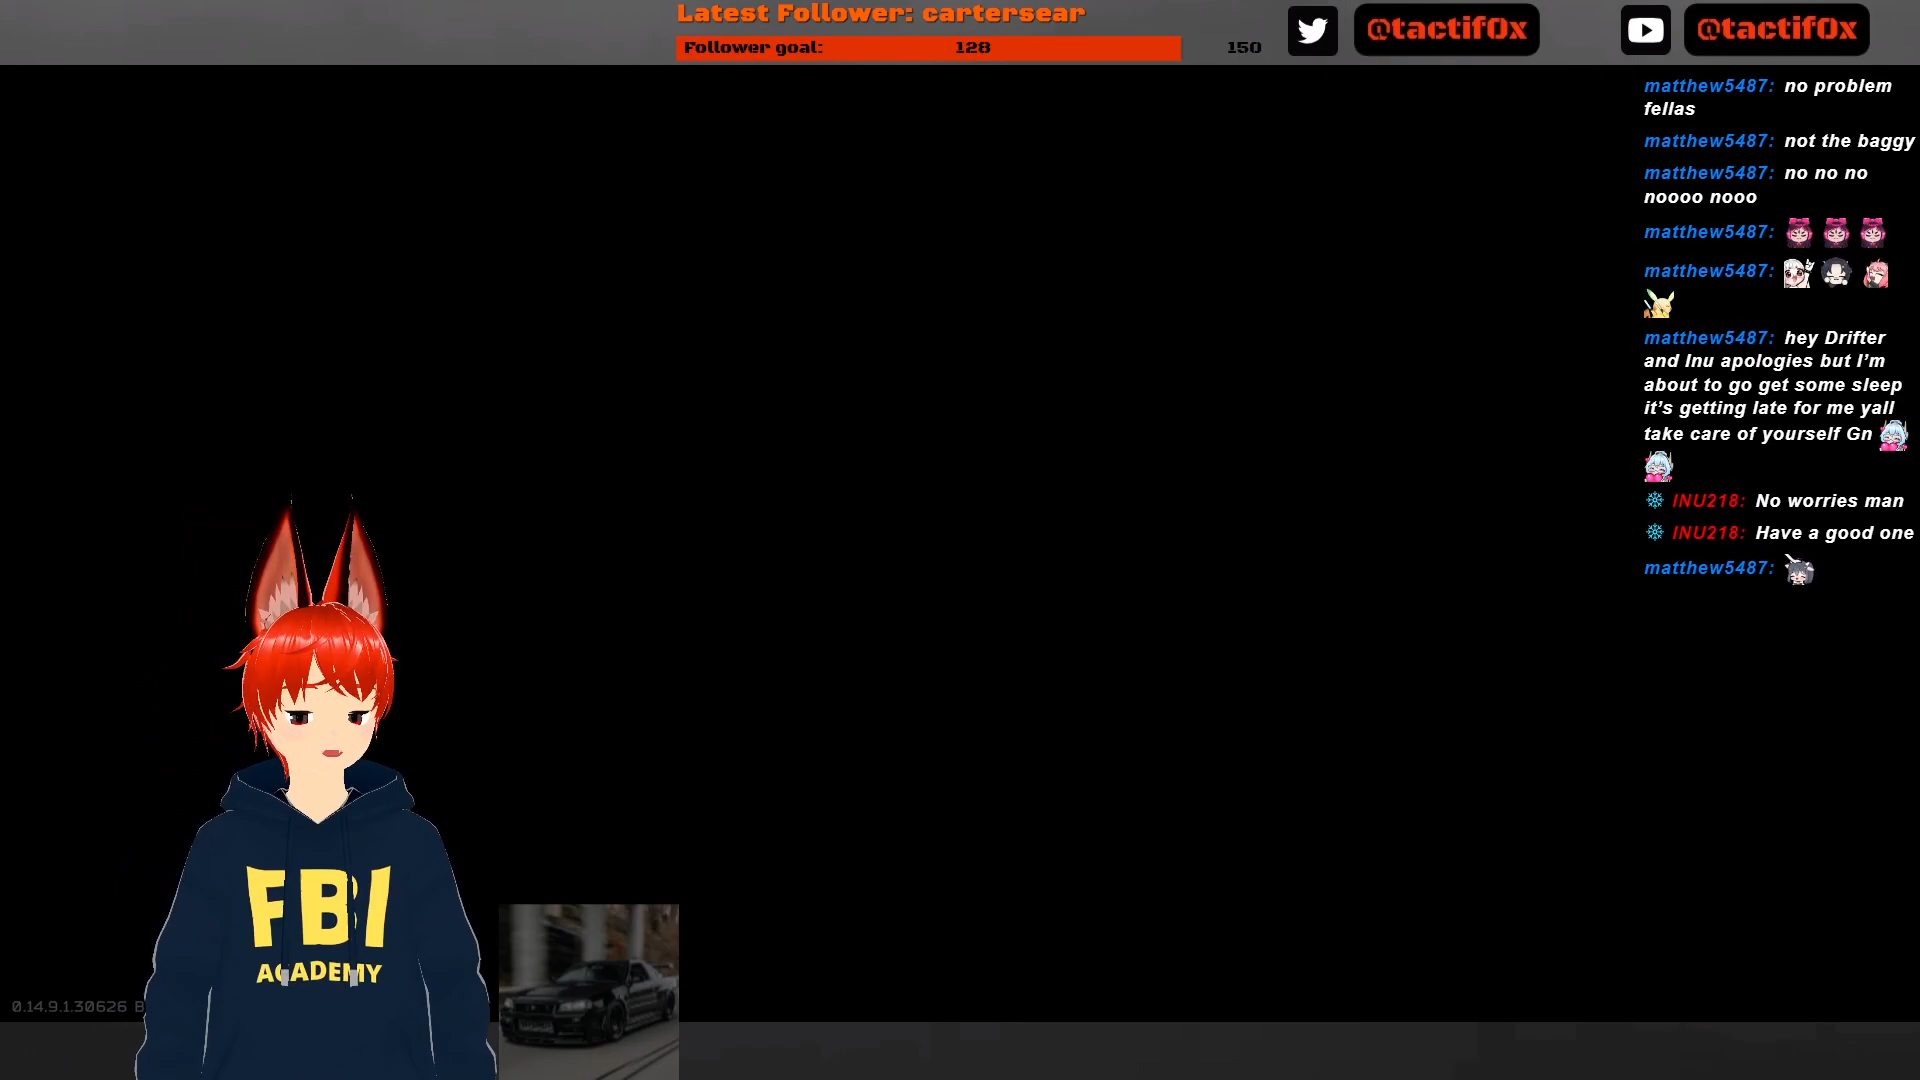 Latest Follower: cartersear
Follower goal: 128 150
@tactif0x
@tactif0x
matthew5487: no problem
fellas
matthew5487: not the baggy
matthew5487: no no no
noooo nooo
matthew5487:
matthew5487:
matthew5487: hey Drifter
and Inu apologies but I'm
about to go get some sleep
it's getting late for me yall
take care of yourself Gn
INU218: No worries man
INU218: Have a good one
matthew5487:
FBI
ACADEMY
0.14.9.1.30626 B